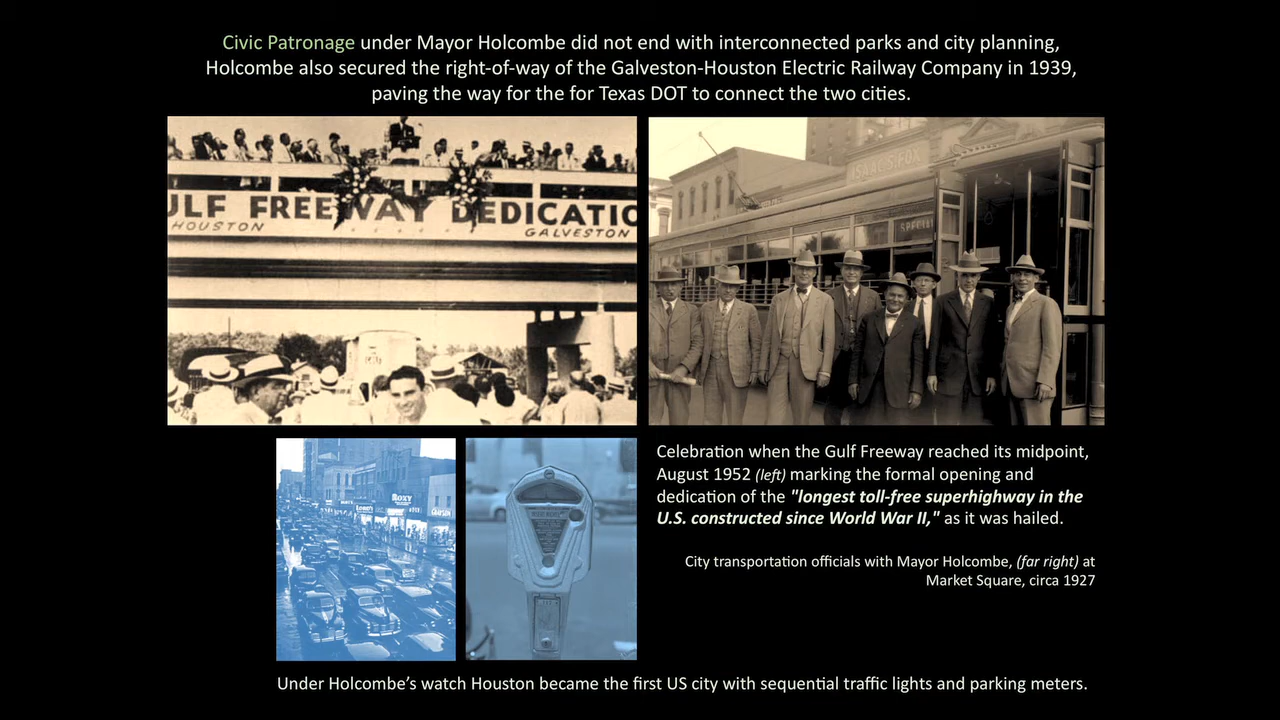 Civic Patronage under Mayor Holcombe did not end with interconnected parks and city planning,
Holcombe also secured the right-of-way of the Galveston-Houston Electric Railway Company in 1939,
paving the way for the for Texas DOT to connect the two cities.
ULF FREEWAY DEDICATIO
HOUSTON
GALVESTON
ISAAC S. FOX
SPECIAL
ROXY
Celebration when the Gulf Freeway reached its midpoint,
August 1952 (left) marking the formal opening and
dedication of the "longest toll-free superhighway in the
U.S. constructed since World War II," as it was hailed.
City transportation officials with Mayor Holcombe, (far right) at
Market Square, circa 1927
Under Holcombe’s watch Houston became the first US city with sequential traffic lights and parking meters.